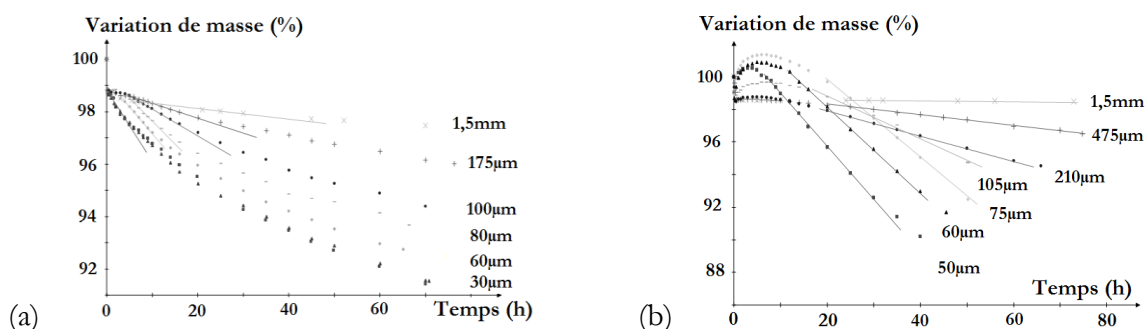 Variation de masse (%)
100
98
96
94
92
0
20
40
60
80
Temps (h)
1,5mm
175µm
100µm
80µm
60µm
30µm
(a)
Variation de masse (%)
100
96
92
88
0
20
40
60
80
Temps (h)
1,5mm
475µm
210µm
105µm
75µm
60µm
50µm
(b)